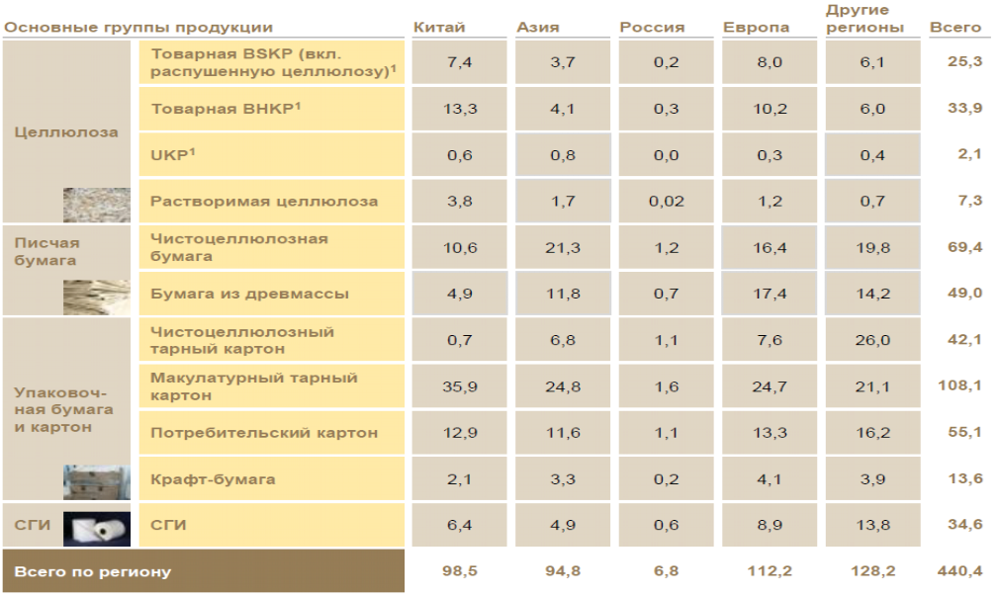 Основные группы продукции Китай Азия Россия Европа Другие регионы Всего
Целлюлоза
Товарная BSKP (вкл. распушенную целлюлозу)¹ 7,4 3,7 0,2 8,0 6,1 25,3
Товарная BHKP¹ 13,3 4,1 0,3 10,2 6,0 33,9
UKP¹ 0,6 0,8 0,0 0,3 0,4 2,1
Растворимая целлюлоза 3,8 1,7 0,02 1,2 0,7 7,3
Писчая бумага
Чистоцеллюлозная бумага 10,6 21,3 1,2 16,4 19,8 69,4
Бумага из древмассы 4,9 11,8 0,7 17,4 14,2 49,0
Упаковоч-
ная бумага
и картон
Чистоцеллюлозный тарный картон 0,7 6,8 1,1 7,6 26,0 42,1
Макулатурный тарный картон 35,9 24,8 1,6 24,7 21,1 108,1
Потребительский картон 12,9 11,6 1,1 13,3 16,2 55,1
Крафт-бумага 2,1 3,3 0,2 4,1 3,9 13,6
СГИ СГИ 6,4 4,9 0,6 8,9 13,8 34,6
Всего по региону 98,5 94,8 6,8 112,2 128,2 440,4